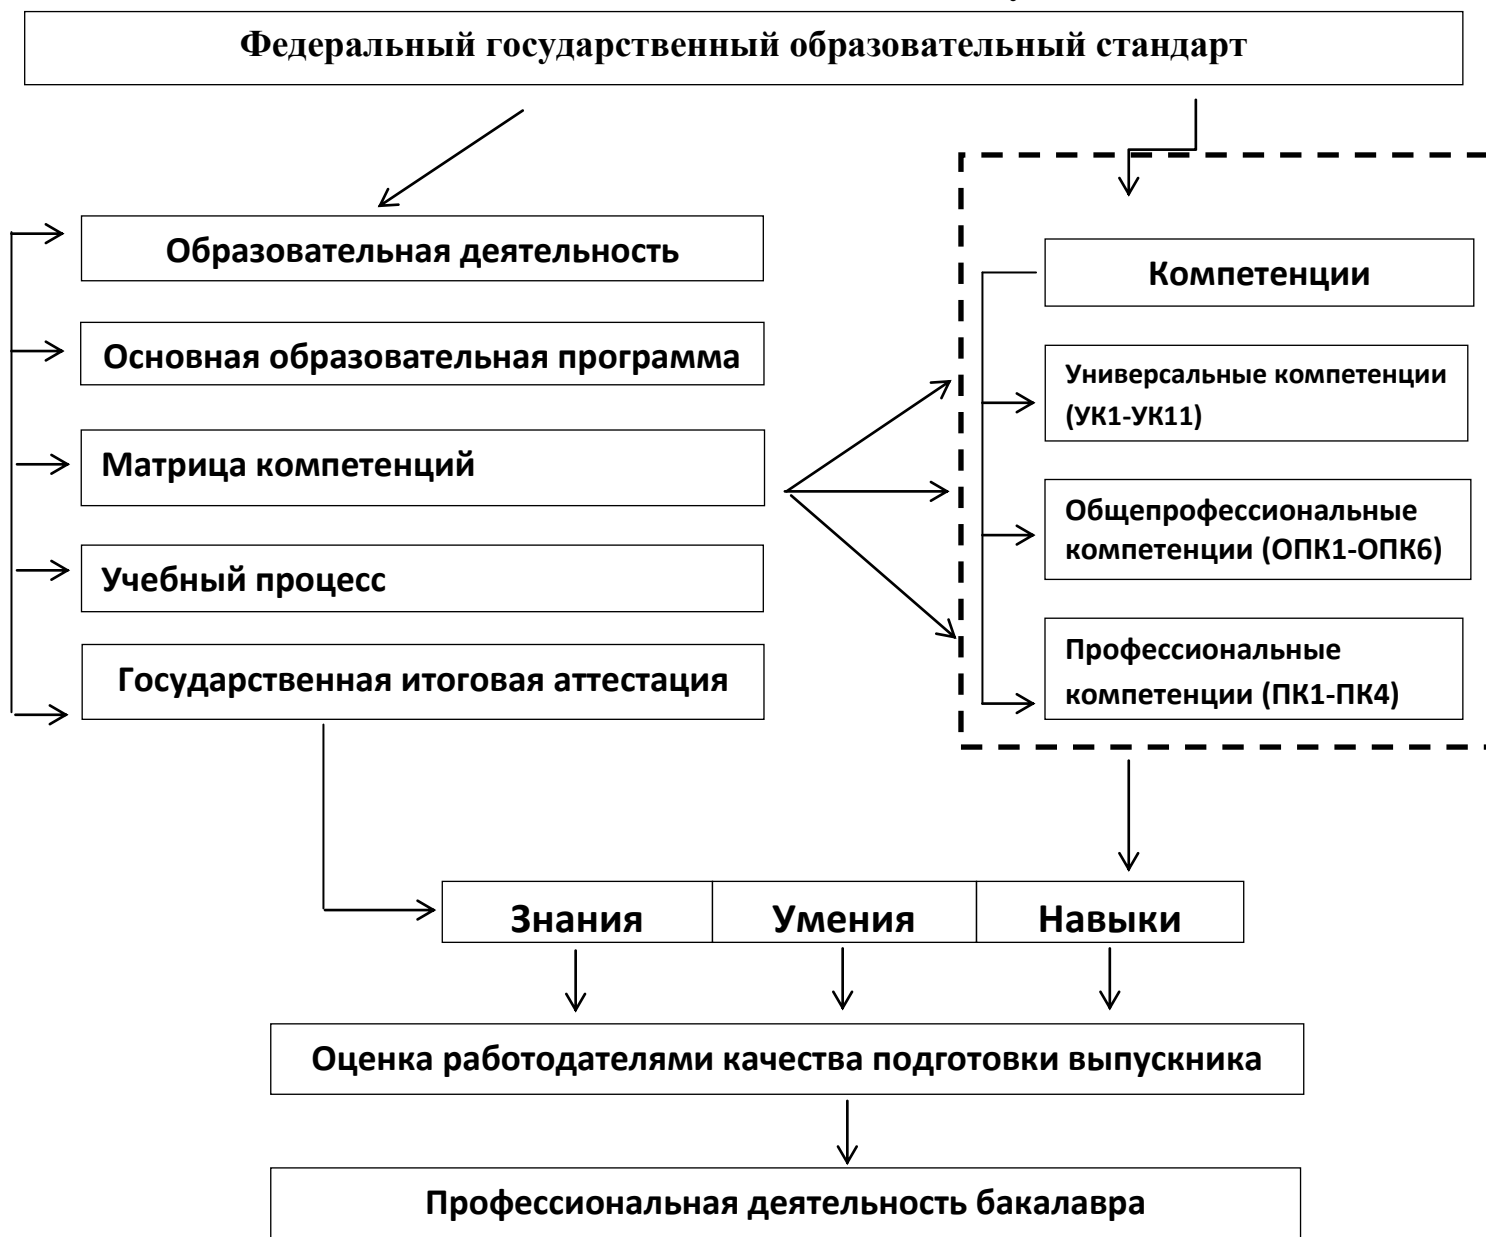 Федеральный государственный образовательный стандарт
Образовательная деятельность
Основная образовательная программа
Матрица компетенций
Учебный процесс
Государственная итоговая аттестация
Компетенции
Универсальные компетенции
(УК1-УК11)
Общепрофессиональные
компетенции (ОПК1-ОПК6)
Профессиональные
компетенции (ПК1-ПК4)
Знания
Умения
Навыки
Оценка работодателями качества подготовки выпускника
Профессиональная деятельность бакалавра